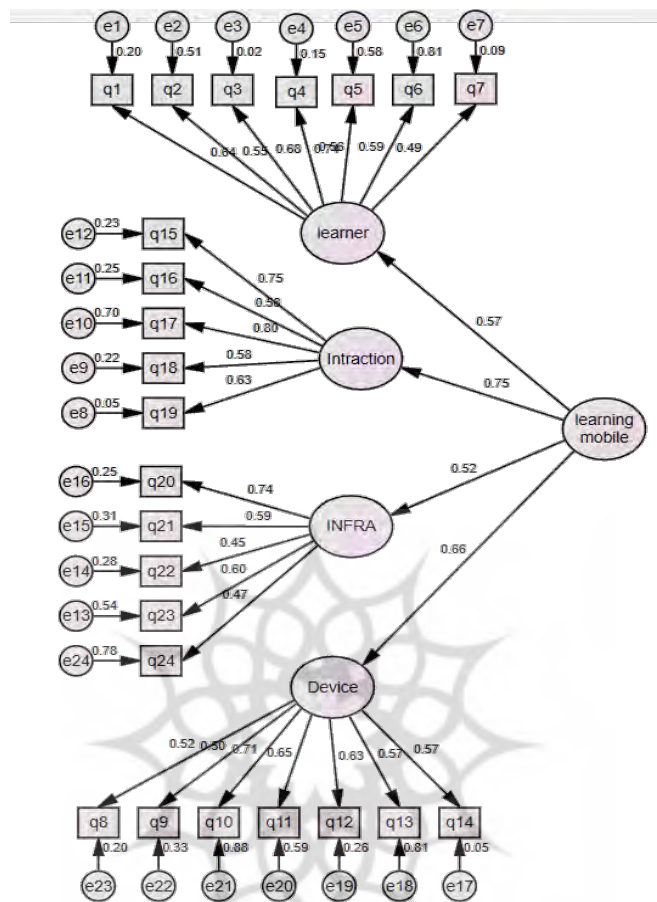 e1 e2 e3 e4 e5 e6 e7
0.20 0.51 0.02 0.15 0.58 0.81 0.09
q1 q2 q3 q4 q5 q6 q7
0.64 0.55 0.68 0.56 0.59 0.49
learner
e12 0.23 q15
e11 0.25 q16
e10 0.70 q17
e9 0.22 q18
e8 0.05 q19
0.75
0.80
0.58
0.63
Intraction
0.57
0.75
learning
mobile
0.52
0.66
e16 0.25 q20
e15 0.31 q21
e14 0.28 q22
e13 0.54 q23
e24 0.78 q24
0.74
0.59
0.45
0.60
0.47
INFRA
Device
0.52 0.50 0.71 0.65 0.63 0.57 0.57
q8 q9 q10 q11 q12 q13 q14
0.20 0.33 0.88 0.59 0.26 0.81 0.05
e23 e22 e21 e20 e19 e18 e17